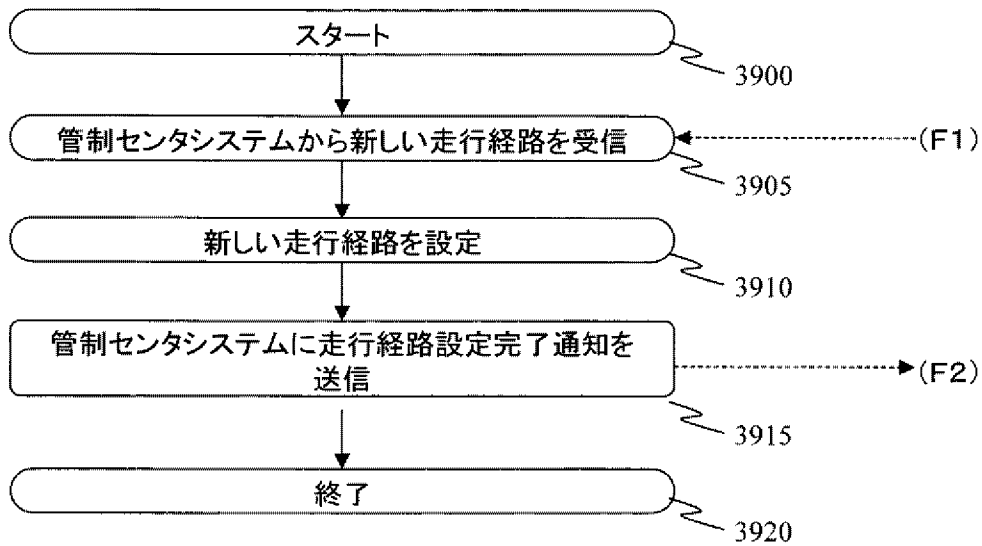 スタート
3900
管制センタシステムから新しい走行経路を受信
(F1)
3905
新しい走行経路を設定
3910
管制センタシステムに走行経路設定完了通知を
送信
(F2)
3915
終了
3920